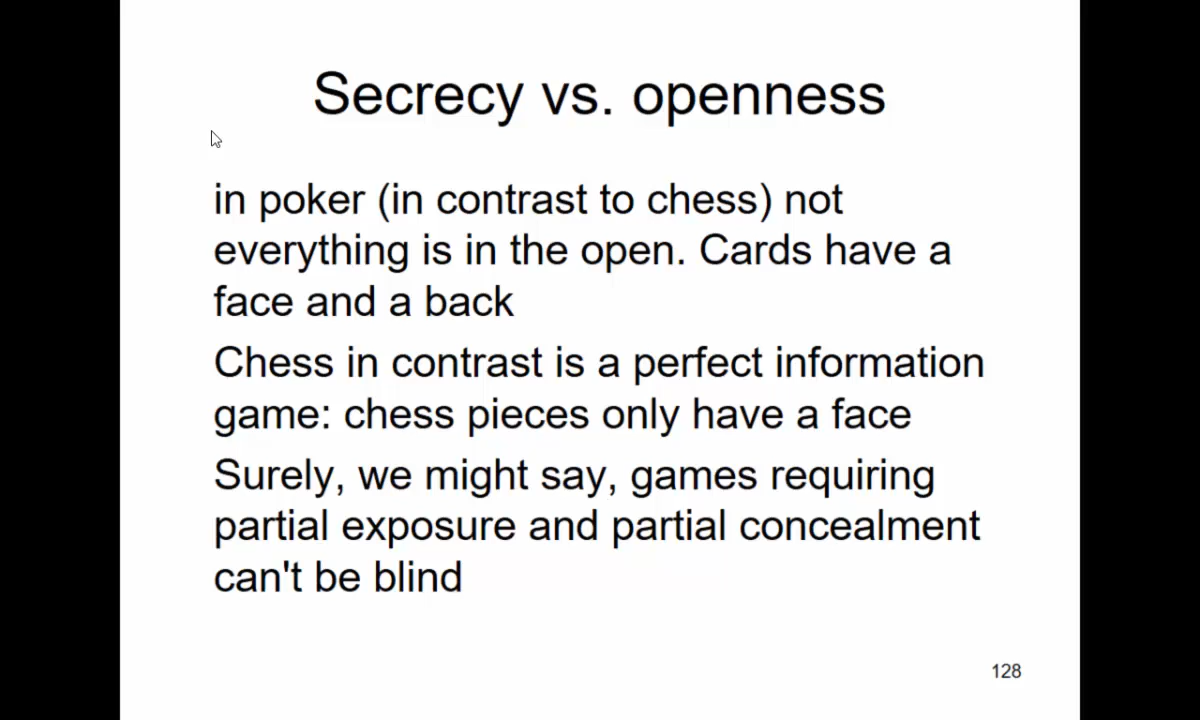 Secrecy vs. openness
in poker (in contrast to chess) not
everything is in the open. Cards have a
face and a back
Chess in contrast is a perfect information
game: chess pieces only have a face
Surely, we might say, games requiring
partial exposure and partial concealment
can't be blind
128